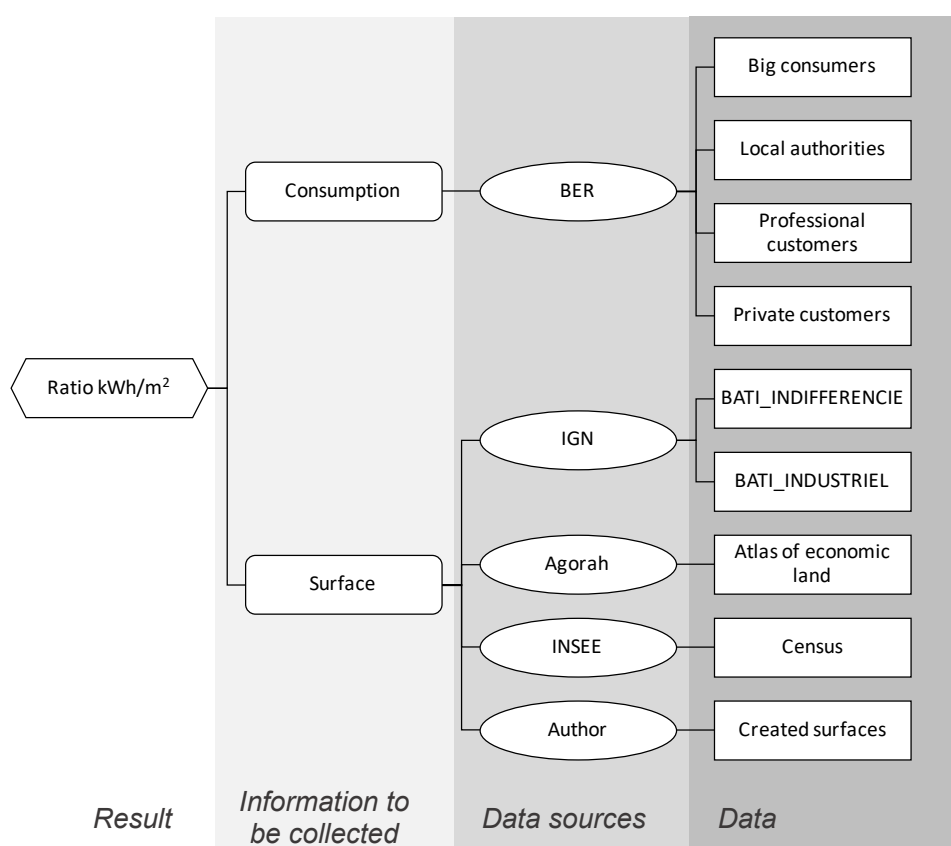 Big consumers
Local authorities
Consumption
BER
Professional
customers
Private customers
Ratio kWh/m²
BATI_INDIFFERENCIE
IGN
BATI_INDUSTRIEL
Surface
Agorah
Atlas of economic
land
INSEE
Census
Author
Created surfaces
Result
Information to
be collected
Data sources
Data